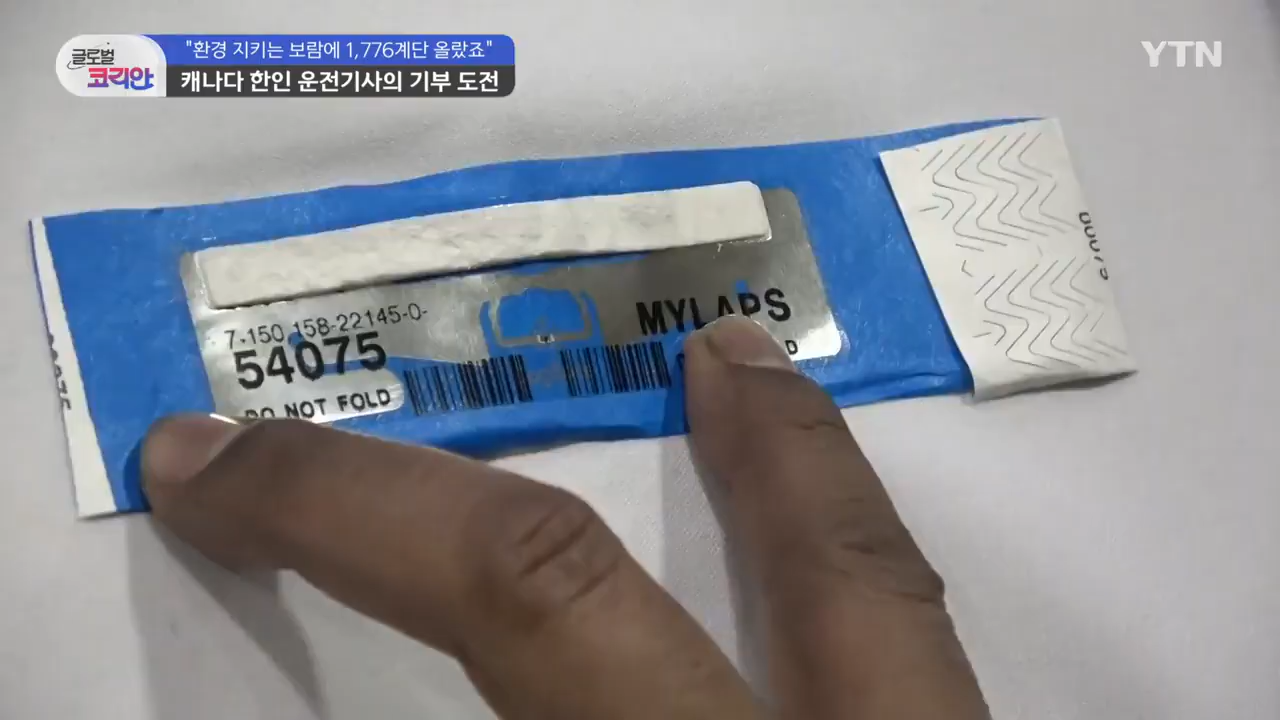 글로벌
코리안
"환경 지키는 보람에 1,776계단 올랐죠"
캐나다 한인 운전기사의 기부 도전
YTN
7-150 158-22145-0-
54075
DO NOT FOLD
MYLAPS